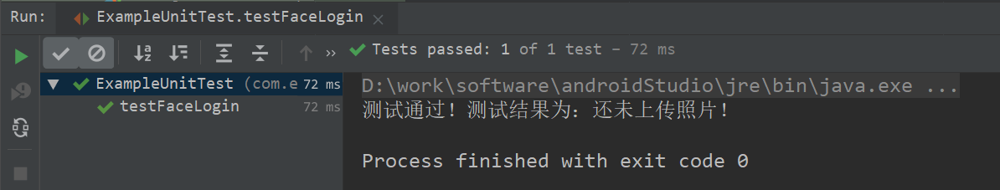 Run: ExampleUnitTest.testFaceLogin
Tests passed: 1 of 1 test – 72 ms
ExampleUnitTest (com.e 72 ms
testFaceLogin 72 ms
D:\work\software\androidStudio\jre\bin\java.exe ...
测试通过！测试结果为：还未上传照片！
Process finished with exit code 0